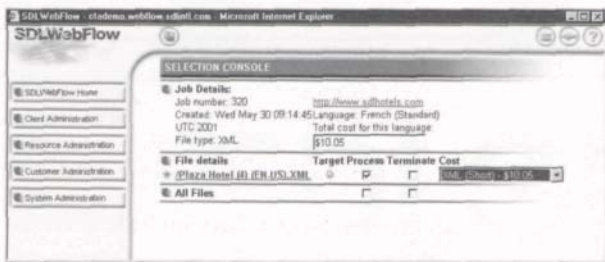 SDLWebFlow - ctademo.webflow.sdlintl.com - Microsoft Internet Explorer
SDLWebFlow
SELECTION CONSOLE
SDLWebFlow Home
Client Administration
Resource Administration
Customer Administration
System Administration
Job Details:
Job number: 320 http://www.sdlhotels.com
Created: Wed May 30 09:14:45 Language: French (Standard)
UTC 2001 Total cost for this language:
File type: XML $10.05
File details Target Process Terminate Cost
/Plaza Hotel (4) (EN-US).XML XML (Short) - $10.05
All Files